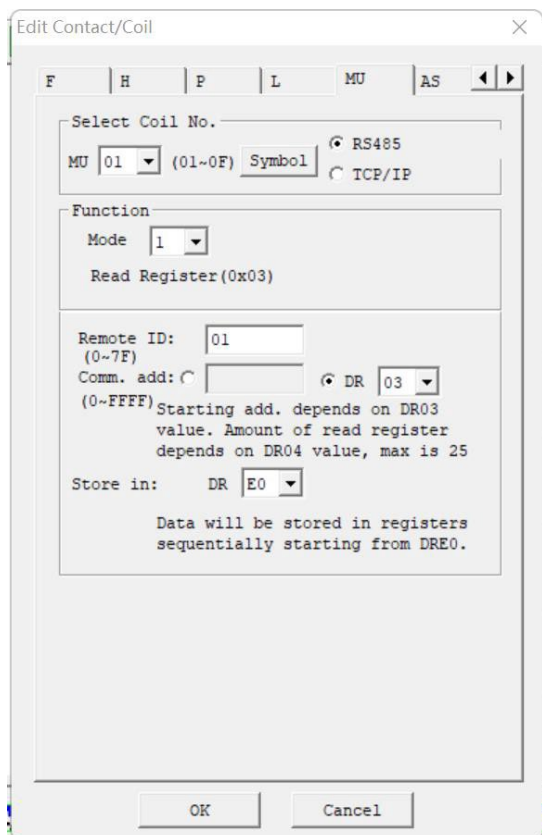 Edit Contact/Coil
F H P L MU AS
Select Coil No.
MU 01 (01~0F) Symbol
RS485
TCP/IP
Function
Mode 1
Read Register(0x03)
Remote ID: 01
(0~7F)
Comm. add: DR 03
(0~FFFF)
Starting add. depends on DR03
value. Amount of read register
depends on DR04 value, max is 25
Store in: DR E0
Data will be stored in registers
sequentially starting from DRE0.
OK Cancel